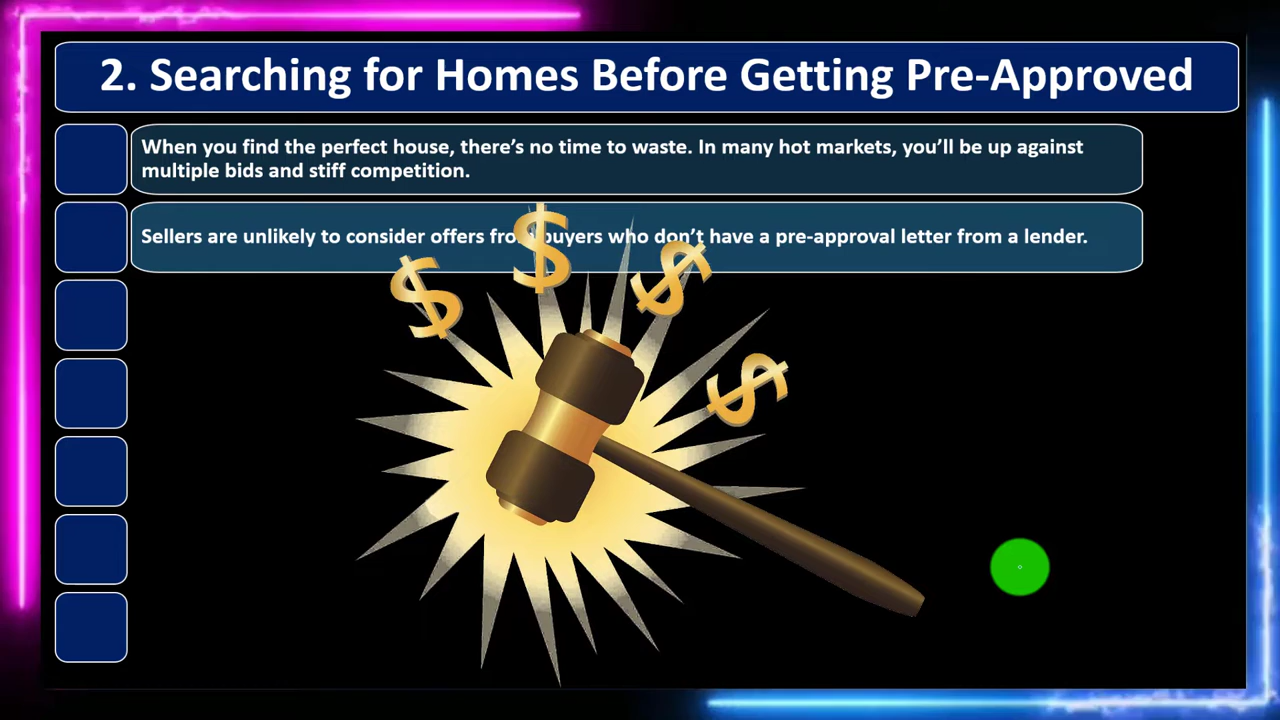 2. Searching for Homes Before Getting Pre-Approved
When you find the perfect house, there’s no time to waste. In many hot markets, you’ll be up against
multiple bids and stiff competition.
Sellers are unlikely to consider offers from buyers who don’t have a pre-approval letter from a lender.
$
$
$
$